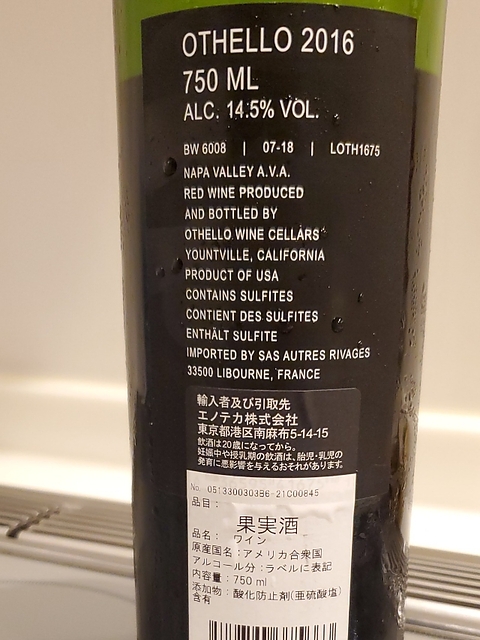 OTHELLO 2016
750 ML
ALC. 14.5% VOL.
BW 6008 | 07-18 | LOTH1675
NAPA VALLEY A.V.A.
RED WINE PRODUCED
AND BOTTLED BY
OTHELLO WINE CELLARS
YOUNTVILLE, CALIFORNIA
PRODUCT OF USA
CONTAINS SULFITES
CONTIENT DES SULFITES
ENTHÄLT SULFITE
IMPORTED BY SAS AUTRES RIVAGES
33500 LIBOURNE, FRANCE
輸入者及び引取先
エノテカ株式会社
東京都港区南麻布5-14-15
飲酒は20歳になってから。
妊娠中や授乳期の飲酒は、胎児・乳児の
発育に悪影響を与えるおそれがあります。
No. 0513300303B6 21C00845
品目：
果実酒
品名： ワイン
原産国名：アメリカ合衆国
アルコール分：ラベルに表記
内容量：750 ml
添加物：酸化防止剤(亜硫酸塩)
含有